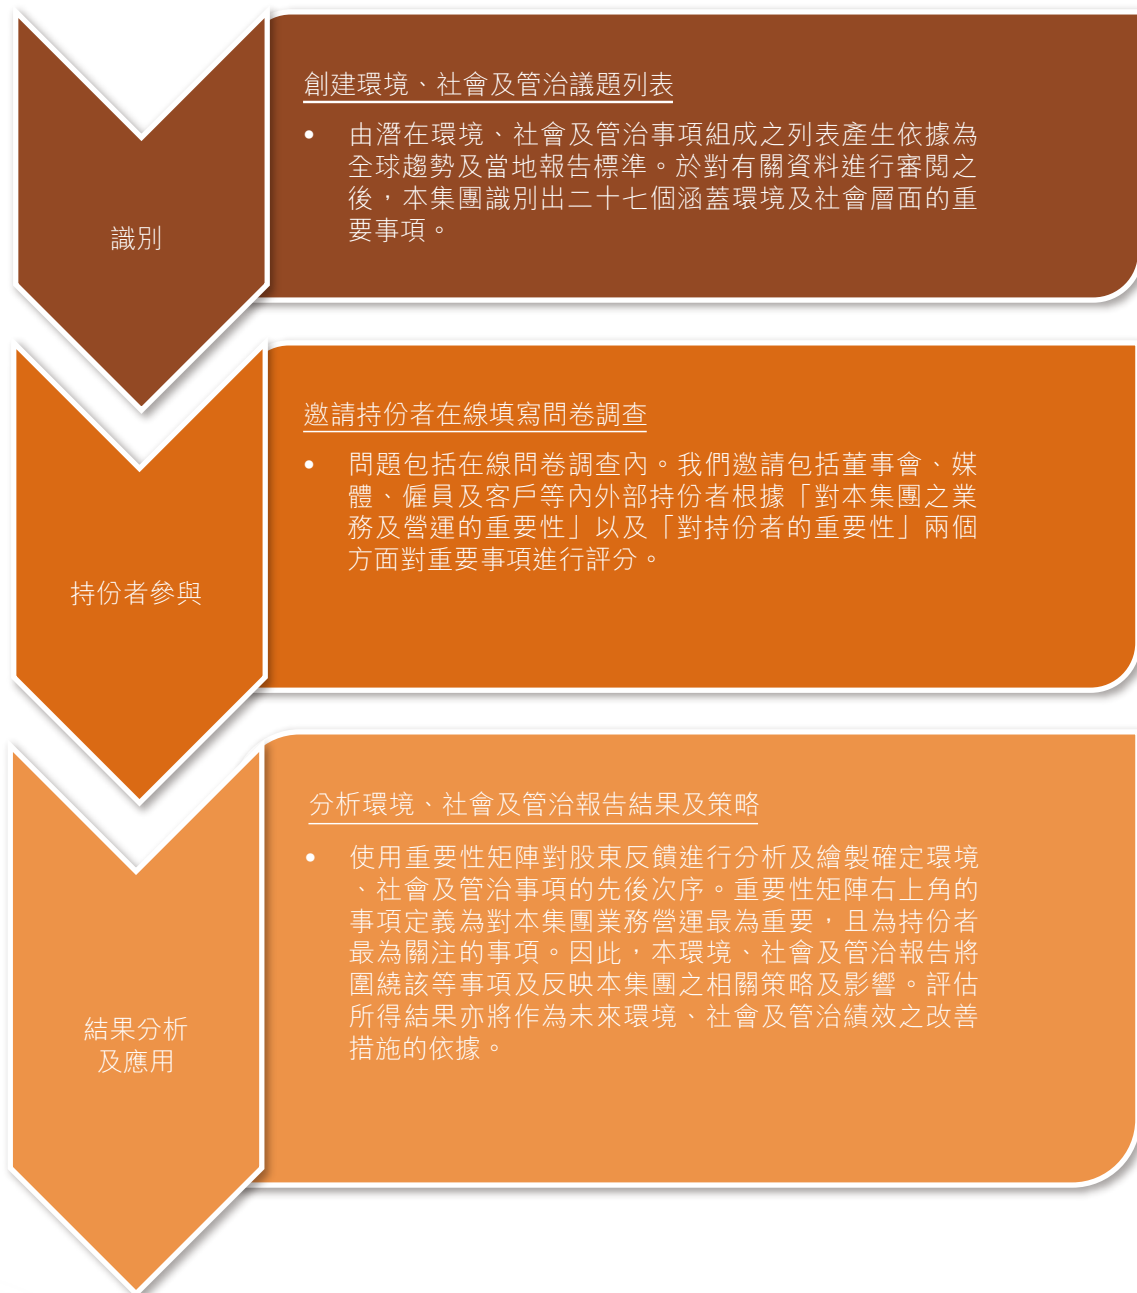 識別
創建環境、社會及管治議題列表
• 由潛在環境、社會及管治事項組成之列表產生依據為
全球趨勢及當地報告標準。於對有關資料進行審閱之
後，本集團識別出二十七個涵蓋環境及社會層面的重
要事項。
持份者參與
邀請持份者在線填寫問卷調查
• 問題包括在線問卷調查內。我們邀請包括董事會、媒
體、僱員及客戶等內外部持份者根據「對本集團之業
務及營運的重要性」以及「對持份者的重要性」兩個
方面對重要事項進行評分。
結果分析
及應用
分析環境、社會及管治報告結果及策略
• 使用重要性矩陣對股東反饋進行分析及繪製確定環境
、社會及管治事項的先後次序。重要性矩陣右上角的
事項定義為對本集團業務營運最為重要，且為持份者
最為關注的事項。因此，本環境、社會及管治報告將
圍繞該等事項及反映本集團之相關策略及影響。評估
所得結果亦將作為未來環境、社會及管治績效之改善
措施的依據。